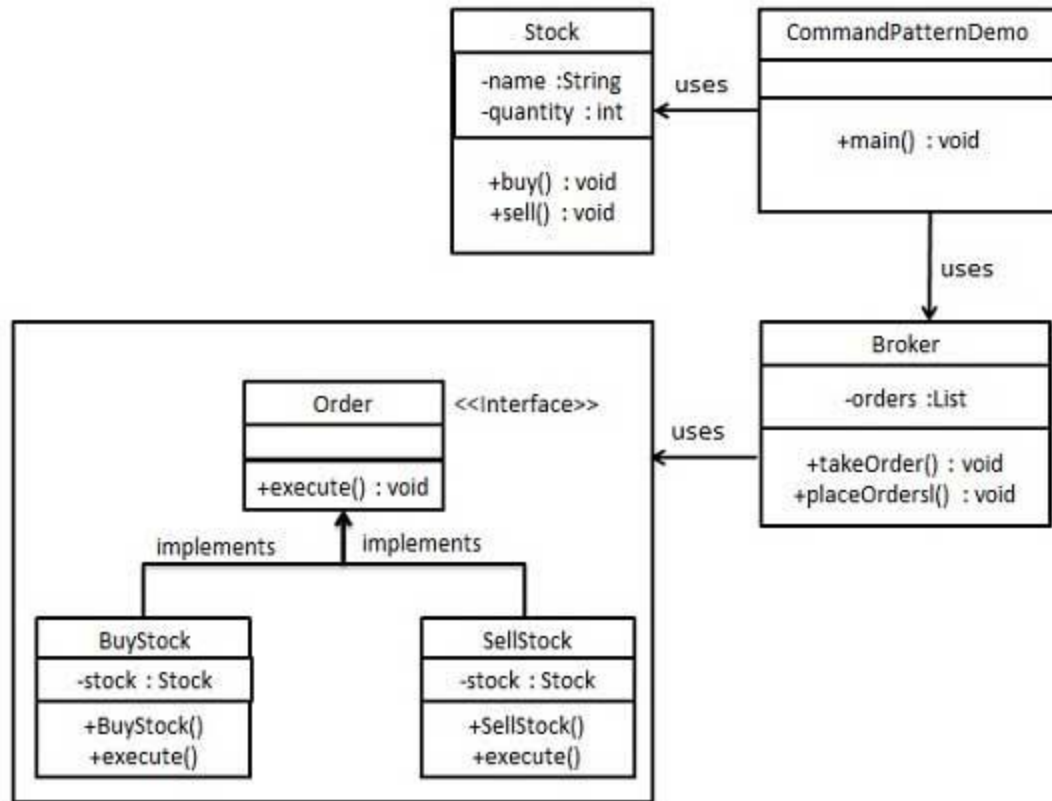 Stock
-name :String
-quantity : int
+buy() : void
+sell() : void
uses
CommandPatternDemo
+main() : void
uses
Broker
-orders :List
+takeOrder() : void
+placeOrdersl() : void
uses
Order
<<Interface>>
+execute() : void
implements
implements
BuyStock
-stock : Stock
+BuyStock()
+execute()
SellStock
-stock : Stock
+SellStock()
+execute()